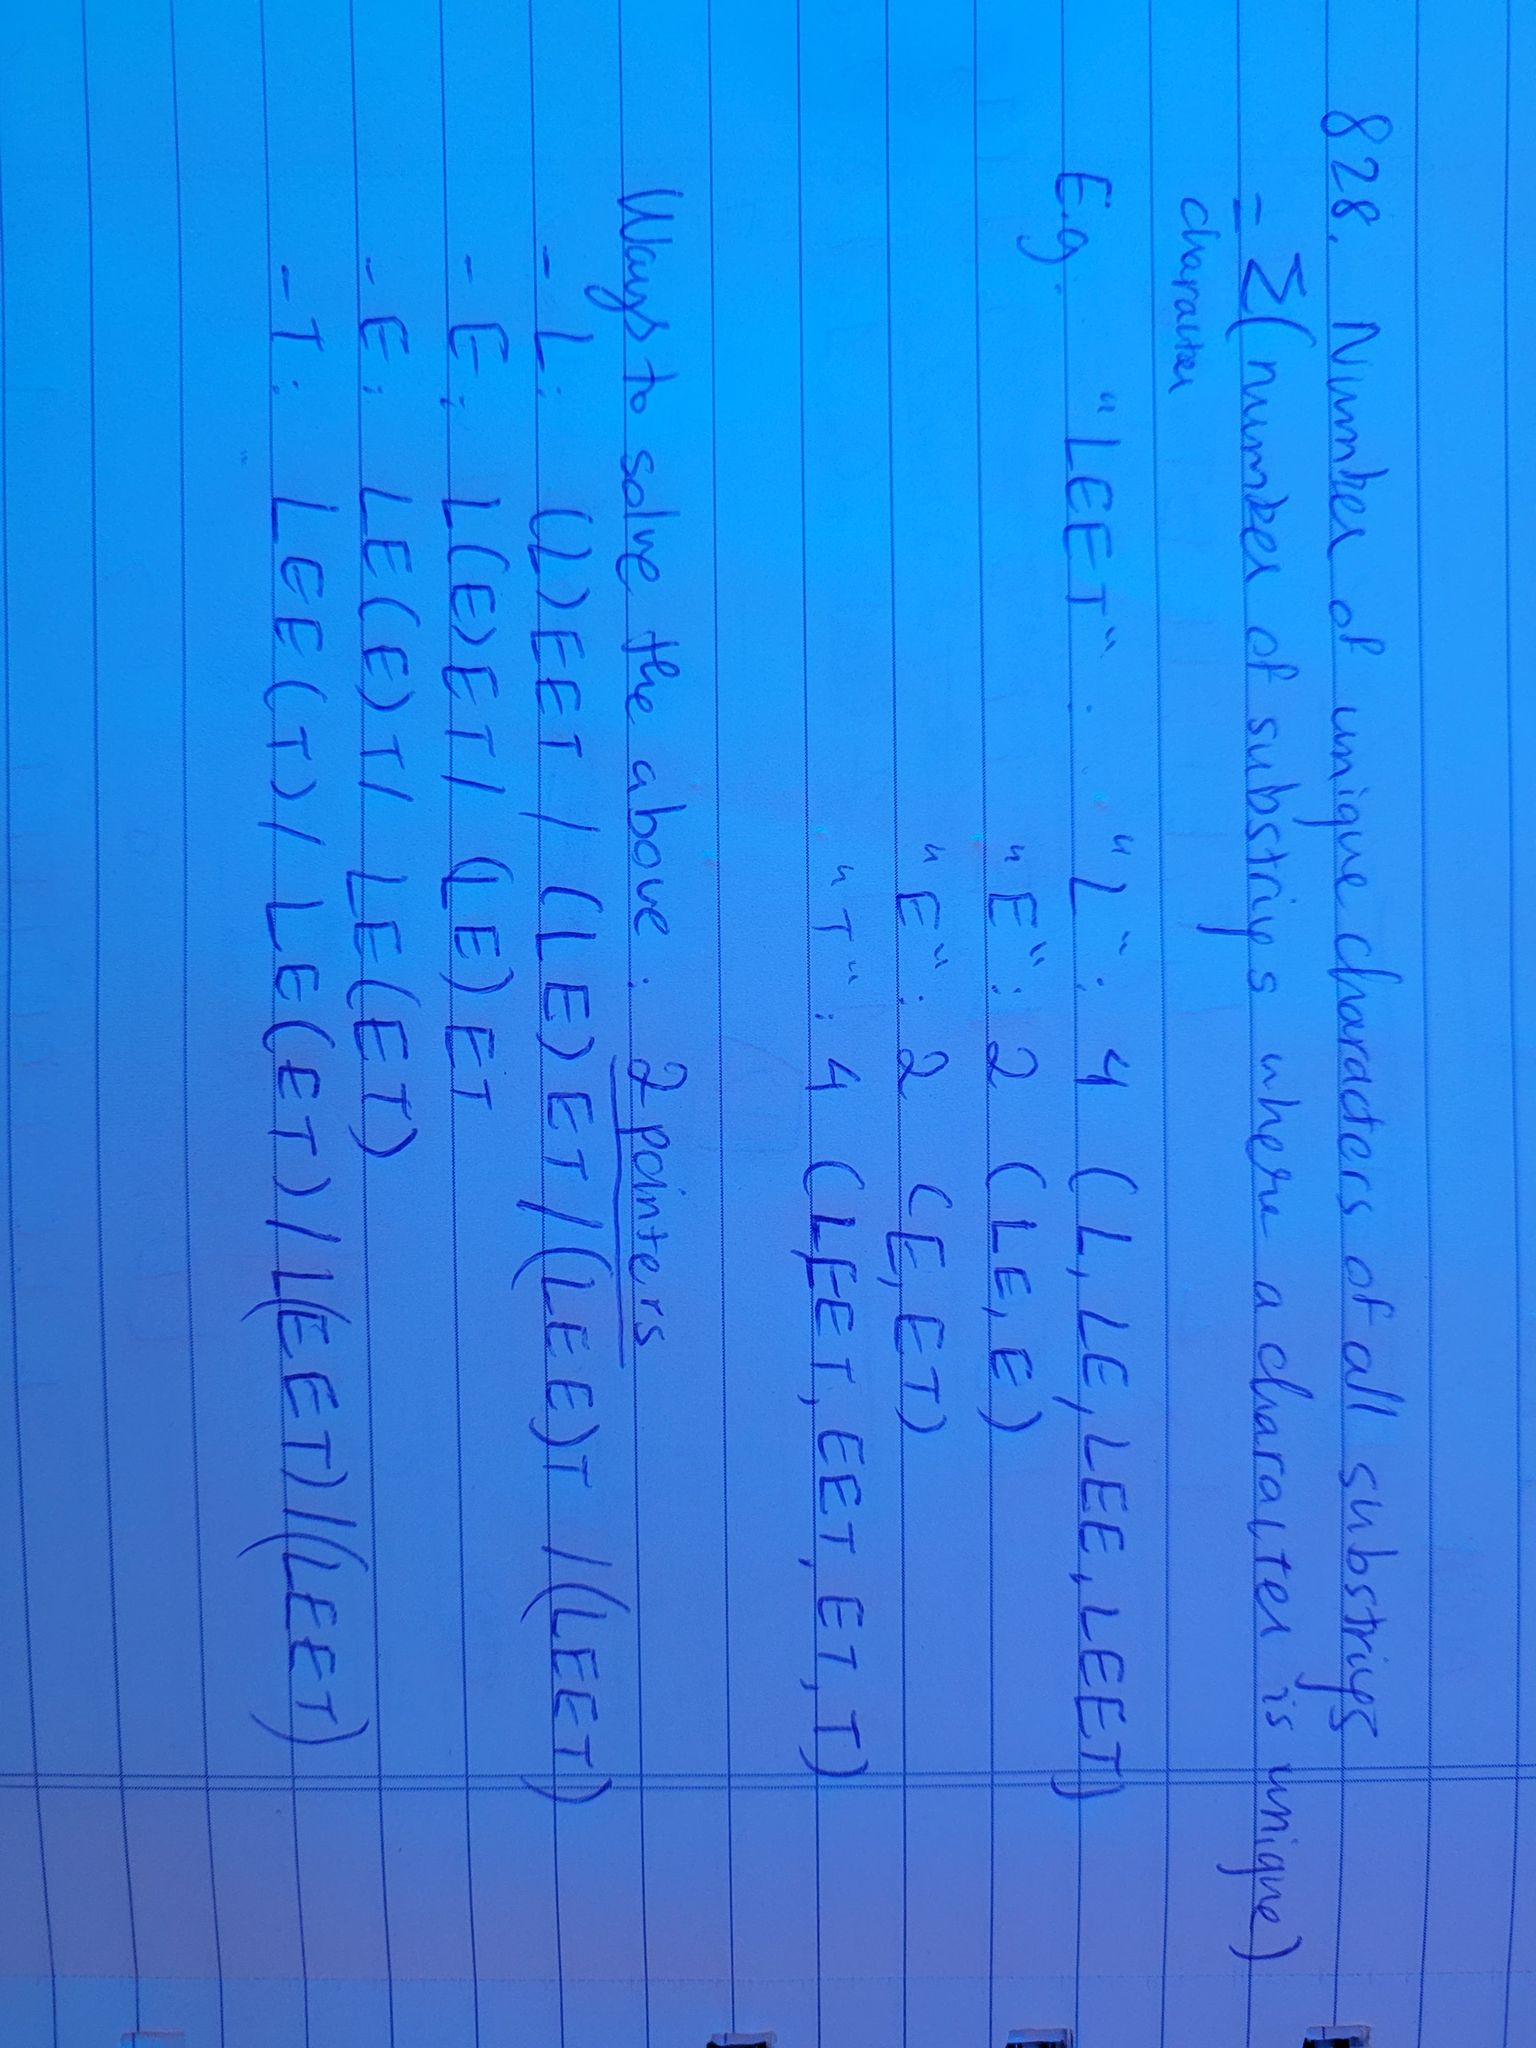 828. Number of unique characters of all substrings
= Σ(number of substrings where a character is unique)
character
E.g. "LEET": "L": 4 (L, LE, LEE, LEET)
"E": 2 (LE, E)
"E": 2 (E, ET)
"T": 4 (LEET, EET, ET, T)
Ways to solve the above: 2 pointers
- L: (L)EET / (LE)ET / (LEE)T / (LEET)
- E: L(E)ET / (LE)ET
- E: LE(E)T / LE(ET)
- T: LEE(T) / LE(ET) / L(EET) / (LEET)